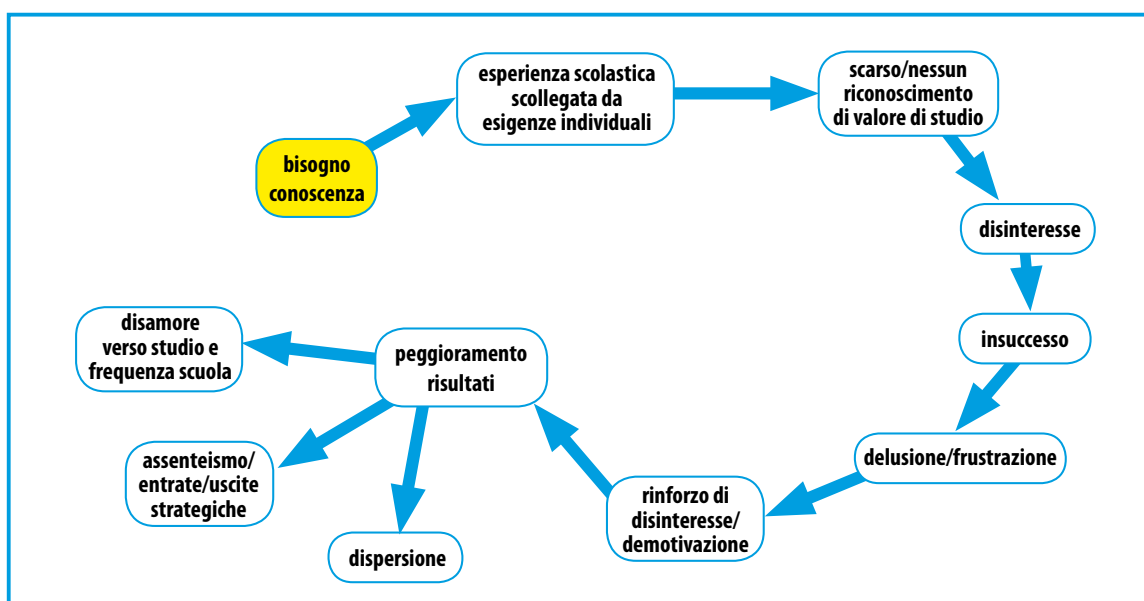 bisogno
conoscenza
esperienza scolastica
scollegata da
esigenze individuali
scarso/nessun
riconoscimento
di valore di studio
disinteresse
insuccesso
delusione/frustrazione
rinforzo di
disinteresse/
demotivazione
peggioramento
risultati
disamore
verso studio e
frequenza scuola
assenteismo/
entrate/uscite
strategiche
dispersione